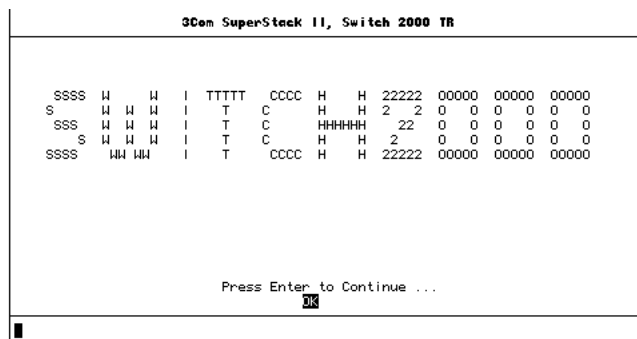 3Com SuperStack II, Switch 2000 TR
SSSS W W I TTTTT CCCC H H 22222 00000 00000 00000
S W W W I T C H H 2 2 0 0 0 0 0 0
SSS W W W I T C HHHHHH 22 0 0 0 0 0 0
S W W W I T C H H 2 0 0 0 0 0 0
SSSS WW WW I T CCCC H H 22222 00000 00000 00000
Press Enter to Continue ...
OK